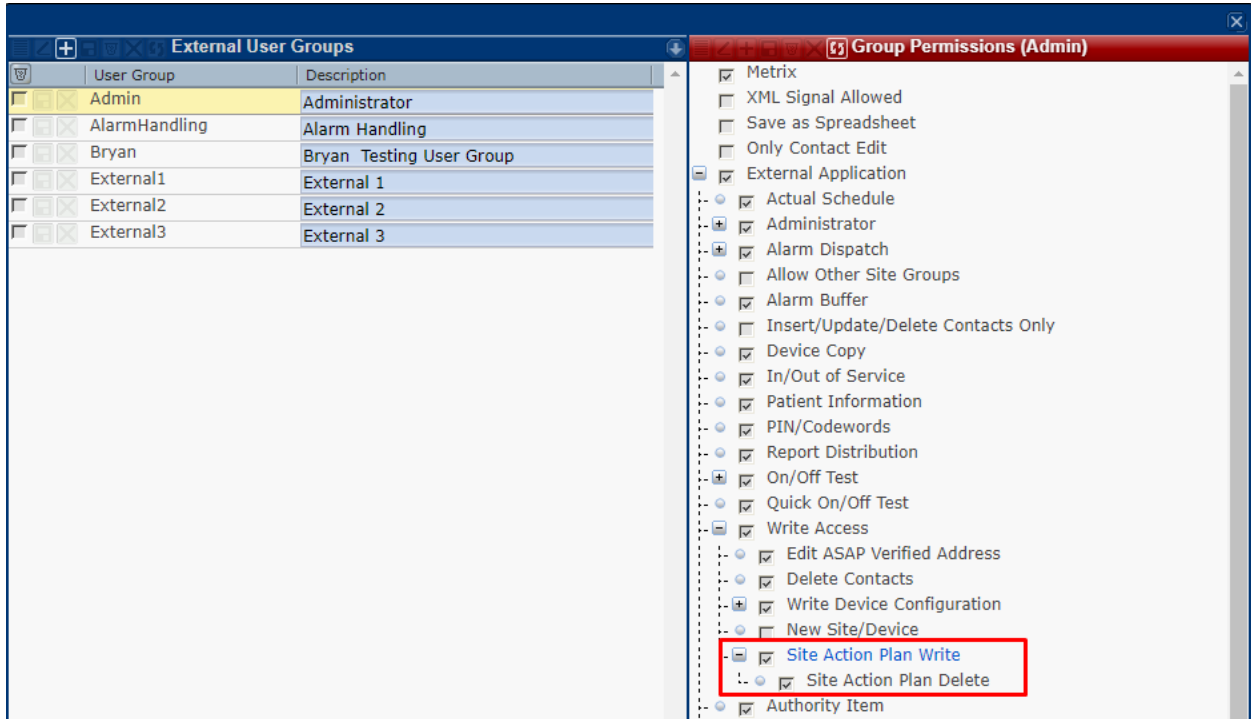 External User Groups
User Group Description
Admin Administrator
AlarmHandling Alarm Handling
Bryan Bryan Testing User Group
External1 External 1
External2 External 2
External3 External 3
Group Permissions (Admin)
Metrix
XML Signal Allowed
Save as Spreadsheet
Only Contact Edit
External Application
Actual Schedule
Administrator
Alarm Dispatch
Allow Other Site Groups
Alarm Buffer
Insert/Update/Delete Contacts Only
Device Copy
In/Out of Service
Patient Information
PIN/Codewords
Report Distribution
On/Off Test
Quick On/Off Test
Write Access
Edit ASAP Verified Address
Delete Contacts
Write Device Configuration
New Site/Device
Site Action Plan Write
Site Action Plan Delete
Authority Item